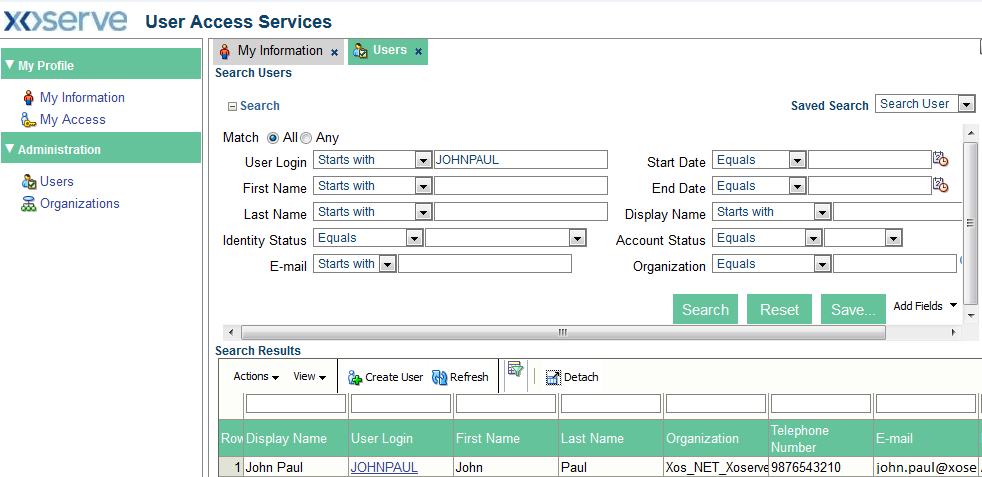 xoserve User Access Services
My Profile
My Information
My Access
Administration
Users
Organizations
My Information x Users x
Search Users
Search
Saved Search Search User
Match All Any
User Login Starts with JOHNPAUL Start Date Equals
First Name Starts with End Date Equals
Last Name Starts with Display Name Starts with
Identity Status Equals Account Status Equals
E-mail Starts with Organization Equals
Search Reset Save... Add Fields
Search Results
Actions View Create User Refresh Detach
Row Display Name User Login First Name Last Name Organization Telephone Number E-mail
1 John Paul JOHNPAUL John Paul Xos_NET_Xoserve 9876543210 john.paul@xose